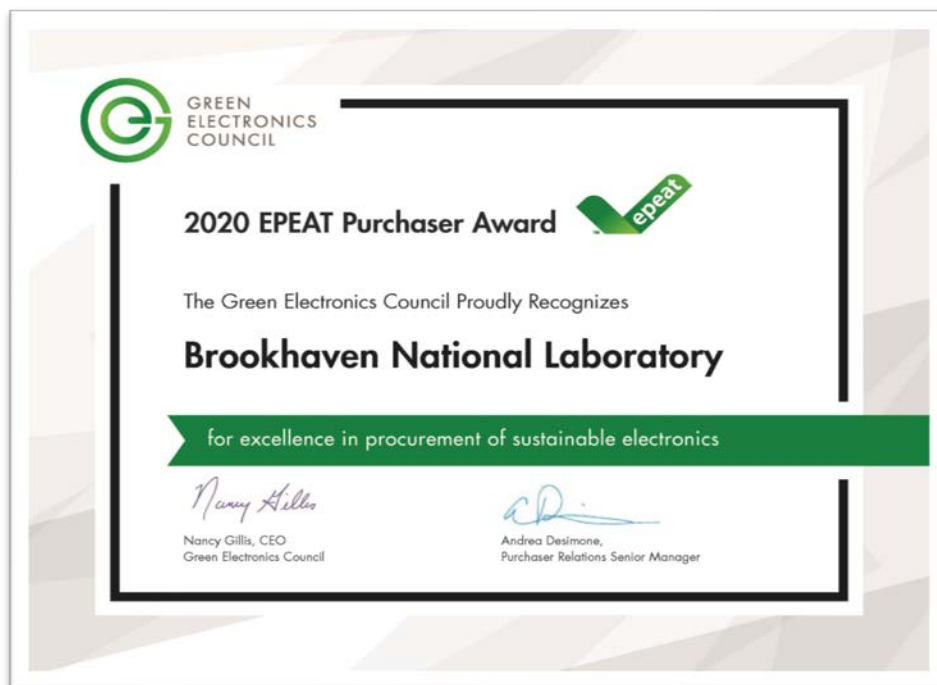 GREEN
ELECTRONICS
COUNCIL
2020 EPEAT Purchaser Award
epeat
The Green Electronics Council Proudly Recognizes
Brookhaven National Laboratory
for excellence in procurement of sustainable electronics
Nancy Gillis
Nancy Gillis, CEO
Green Electronics Council
Andrea Desimone,
Purchaser Relations Senior Manager